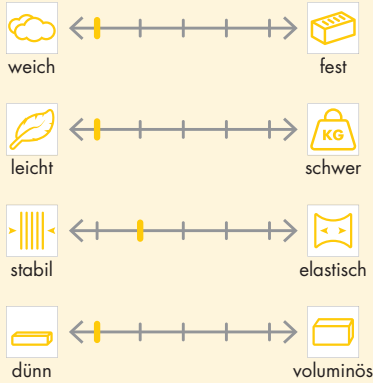 weich
fest
KG
leicht
schwer
stabil
elastisch
dünn
voluminös